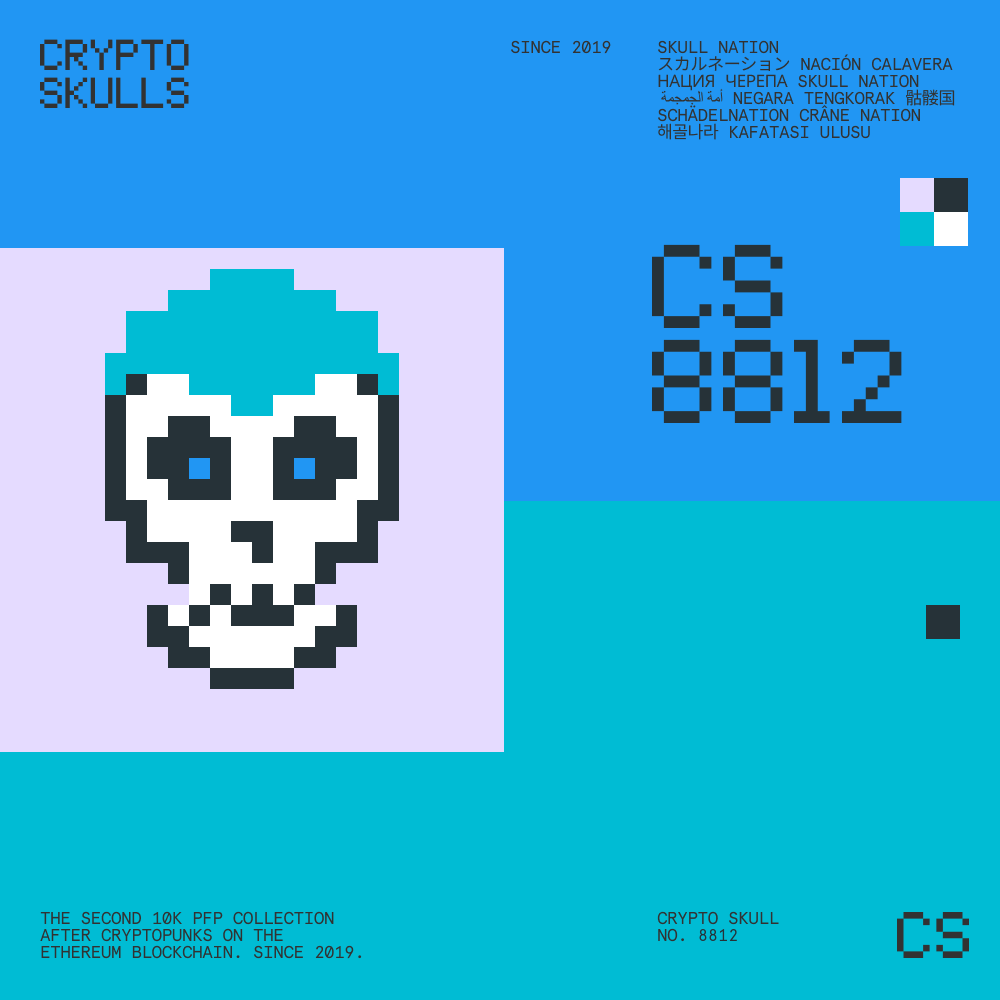 CRYPTO
SKULLS
SINCE 2019
SKULL NATION
スカルネーション NACIÓN CALAVERA
НАЦИЯ ЧЕРЕПА SKULL NATION
أمة الجمجمة NEGARA TENGKORAK 骷髅国
SCHÄDELNATION CRÂNE NATION
해골나라 KAFATASI ULUSU
CS
8812
THE SECOND 10K PFP COLLECTION
AFTER CRYPTOPUNKS ON THE
ETHEREUM BLOCKCHAIN. SINCE 2019.
CRYPTO SKULL
NO. 8812
CS